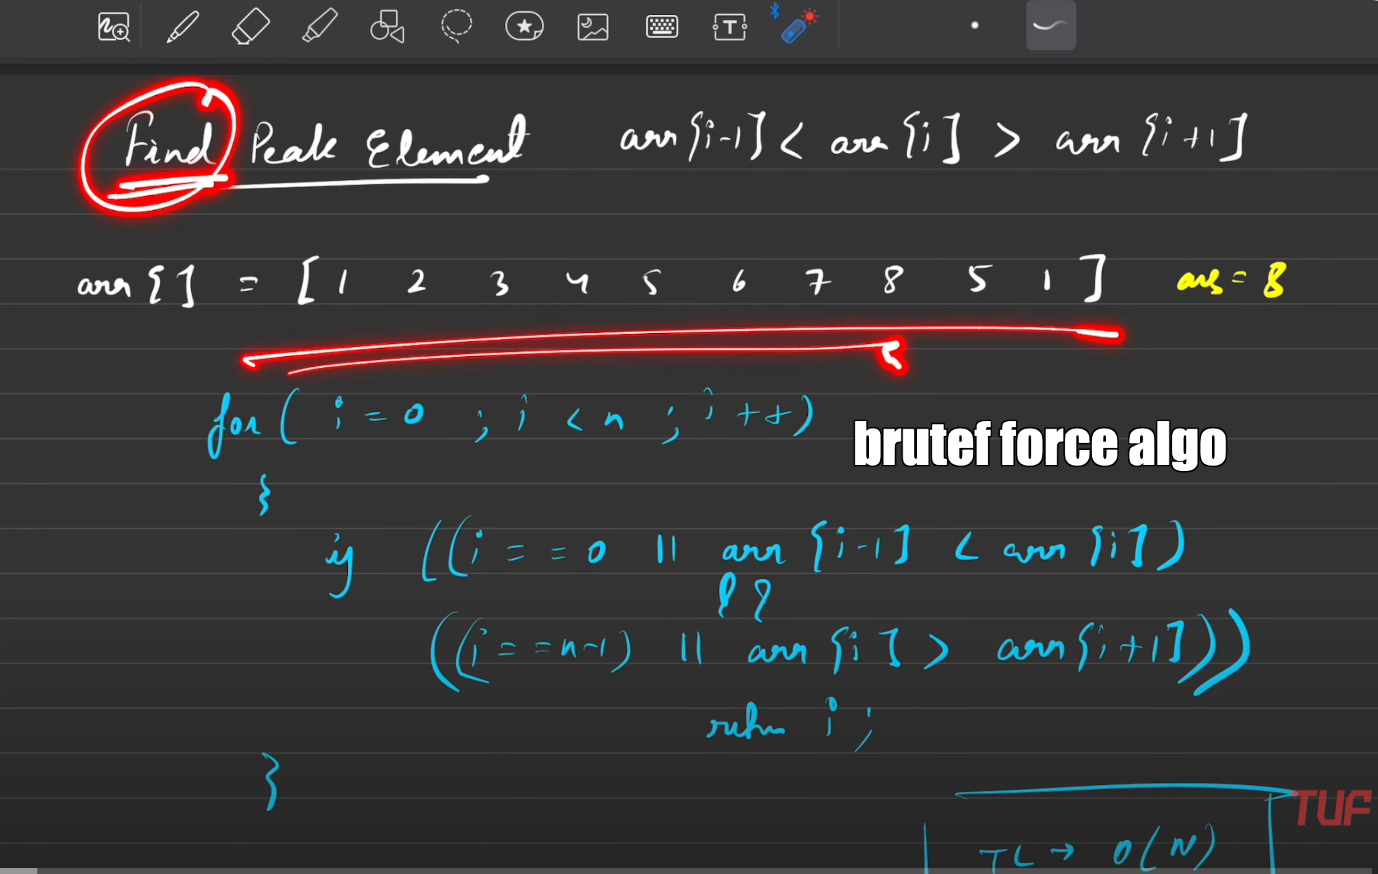 Find Peak Element arr[i-1] < arr[i] > arr[i+1]
arr[] = [ 1 2 3 4 5 6 7 8 5 1 ] ans = 8
for( i = 0 ; i < n ; i++)
brutef force algo
{
if ((i == 0 || arr[i-1] < arr[i])
&&
((i == n-1) || arr[i] > arr[i+1]))
return i ;
}
TUF
TC → O(N)